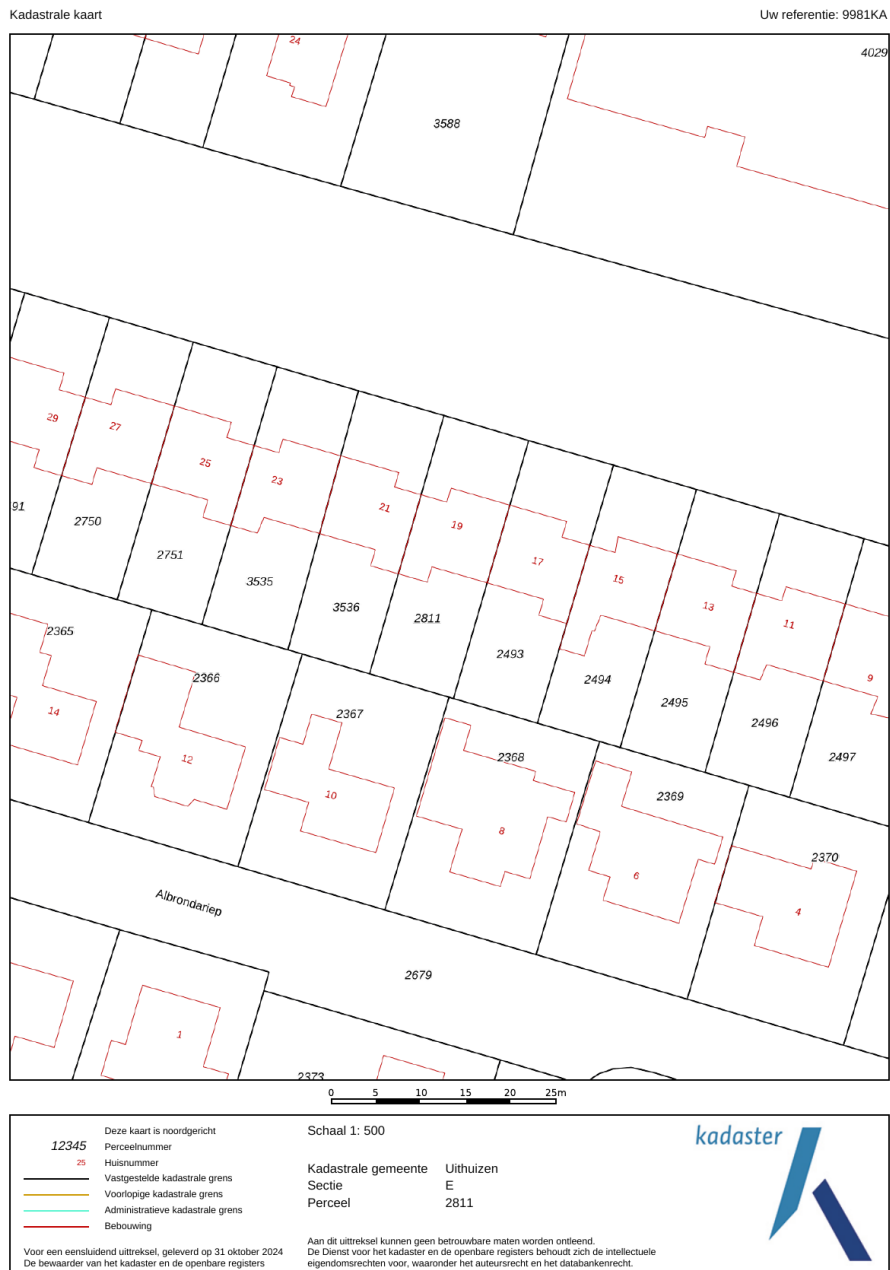 Kadastrale kaart
Uw referentie: 9981KA
24
4029
3588
29
27
25
23
21
19
17
15
13
11
9
91
2750
2751
3535
3536
2811
2493
2494
2495
2496
2497
2365
2366
2367
2368
2369
2370
14
12
10
8
6
4
Albrondariep
2679
1
2373
0 5 10 15 20 25m
Deze kaart is noordgericht
12345 Perceelnummer
25 Huisnummer
Vastgestelde kadastrale grens
Voorlopige kadastrale grens
Administratieve kadastrale grens
Bebouwing
Voor een eensluidend uittreksel, geleverd op 31 oktober 2024
De bewaarder van het kadaster en de openbare registers
Schaal 1: 500
Kadastrale gemeente Uithuizen
Sectie E
Perceel 2811
Aan dit uittreksel kunnen geen betrouwbare maten worden ontleend.
De Dienst voor het kadaster en de openbare registers behoudt zich de intellectuele
eigendomsrechten voor, waaronder het auteursrecht en het databankenrecht.
kadaster